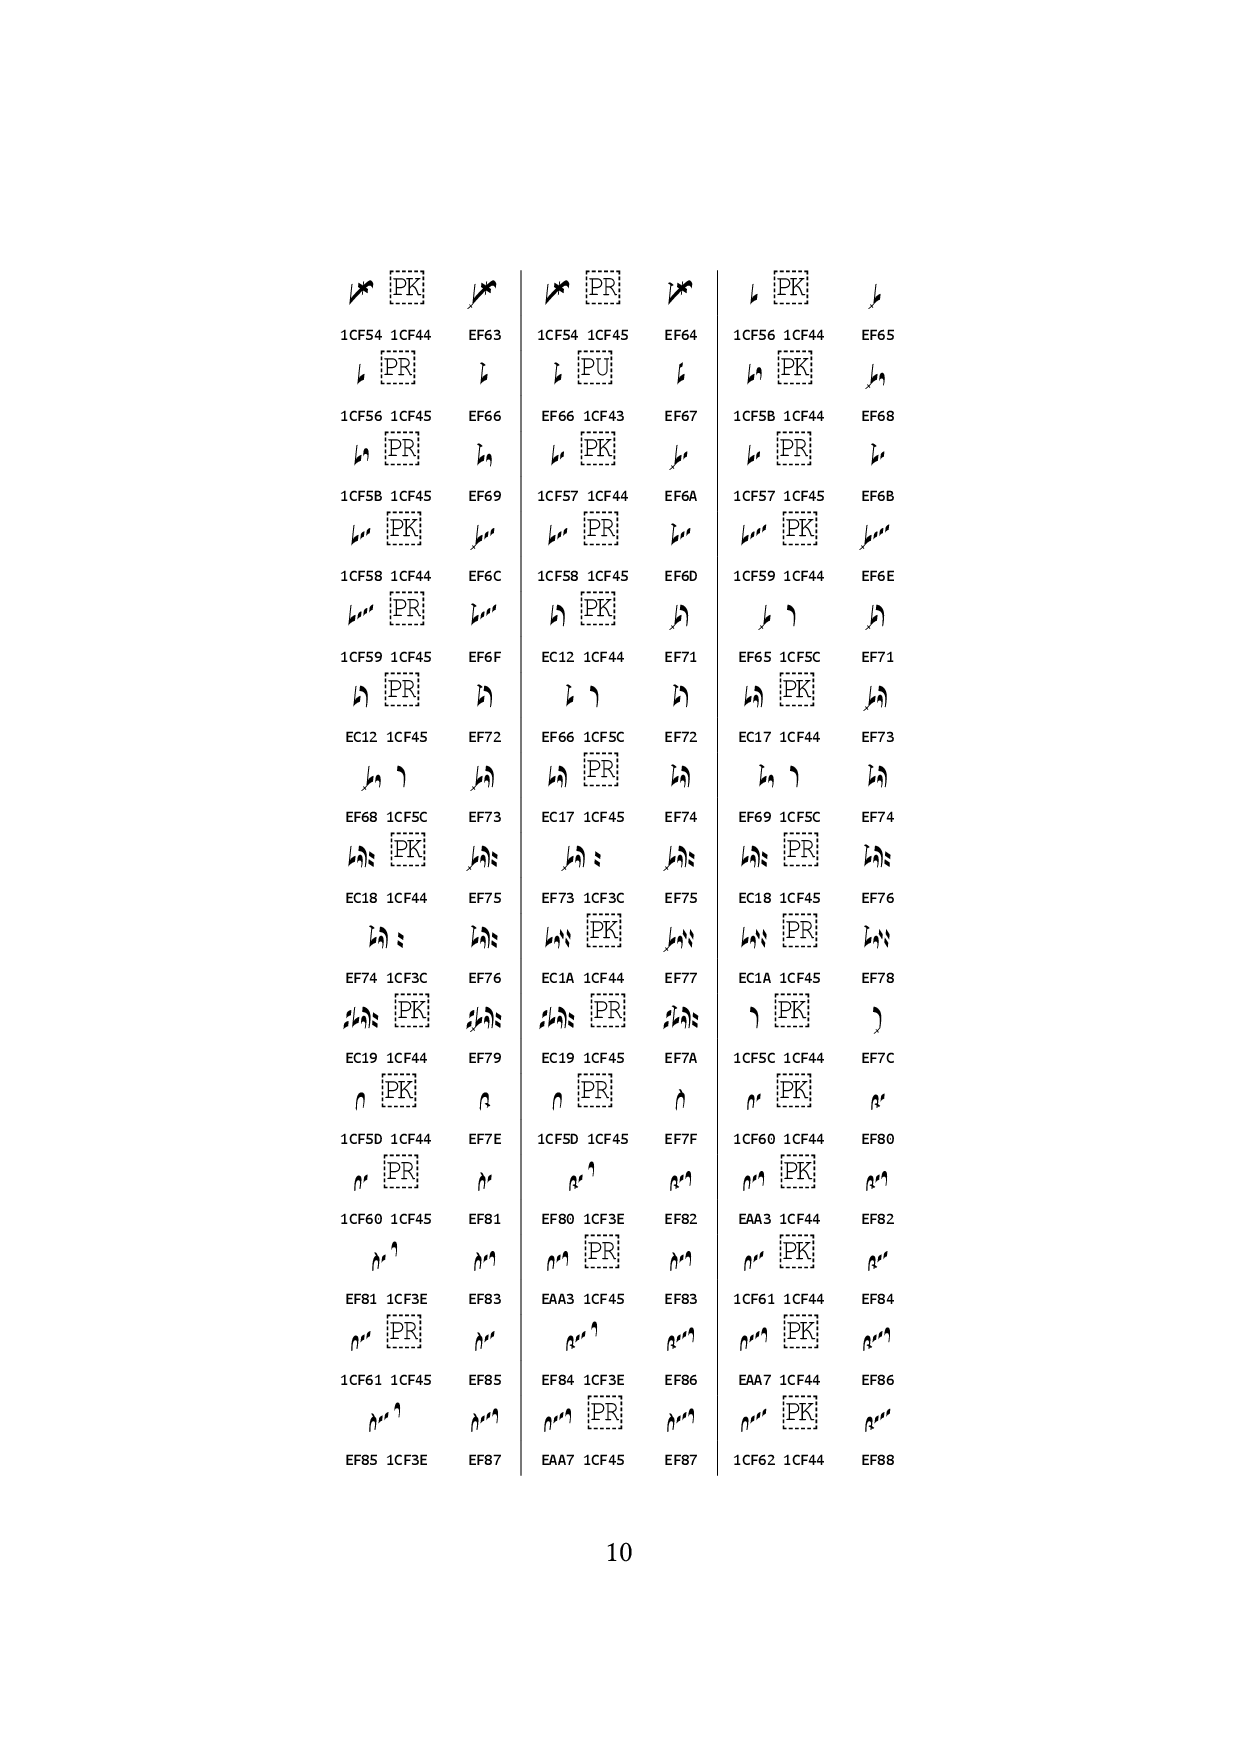 PK PR PK
1CF54 1CF44 EF63 1CF54 1CF45 EF64 1CF56 1CF44 EF65
PR PU PK
1CF56 1CF45 EF66 EF66 1CF43 EF67 1CF5B 1CF44 EF68
PR PK PR
1CF5B 1CF45 EF69 1CF57 1CF44 EF6A 1CF57 1CF45 EF6B
PK PR PK
1CF58 1CF44 EF6C 1CF58 1CF45 EF6D 1CF59 1CF44 EF6E
PR PK
1CF59 1CF45 EF6F EC12 1CF44 EF71 EF65 1CF5C EF71
PR PK
EC12 1CF45 EF72 EF66 1CF5C EF72 EC17 1CF44 EF73
PR
EF68 1CF5C EF73 EC17 1CF45 EF74 EF69 1CF5C EF74
PK PR
EC18 1CF44 EF75 EF73 1CF3C EF75 EC18 1CF45 EF76
PK PR
EF74 1CF3C EF76 EC1A 1CF44 EF77 EC1A 1CF45 EF78
PK PR PK
EC19 1CF44 EF79 EC19 1CF45 EF7A 1CF5C 1CF44 EF7C
PK PR PK
1CF5D 1CF44 EF7E 1CF5D 1CF45 EF7F 1CF60 1CF44 EF80
PR PK
1CF60 1CF45 EF81 EF80 1CF3E EF82 EAA3 1CF44 EF82
PR PK
EF81 1CF3E EF83 EAA3 1CF45 EF83 1CF61 1CF44 EF84
PR PK
1CF61 1CF45 EF85 EF84 1CF3E EF86 EAA7 1CF44 EF86
PR PK
EF85 1CF3E EF87 EAA7 1CF45 EF87 1CF62 1CF44 EF88
10